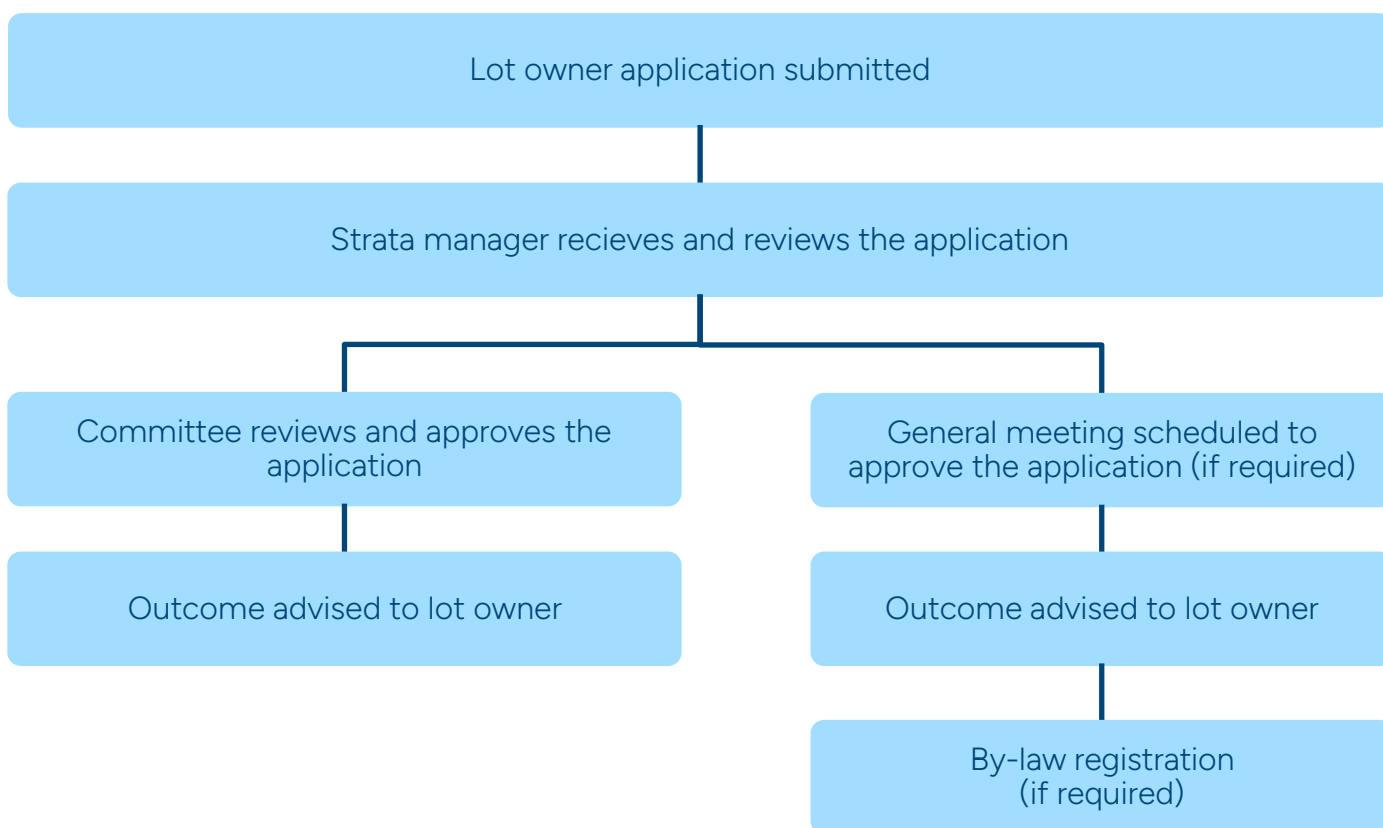 Lot owner application submitted
Strata manager recieves and reviews the application
Committee reviews and approves the
application
General meeting scheduled to
approve the application (if required)
Outcome advised to lot owner
Outcome advised to lot owner
By-law registration
(if required)